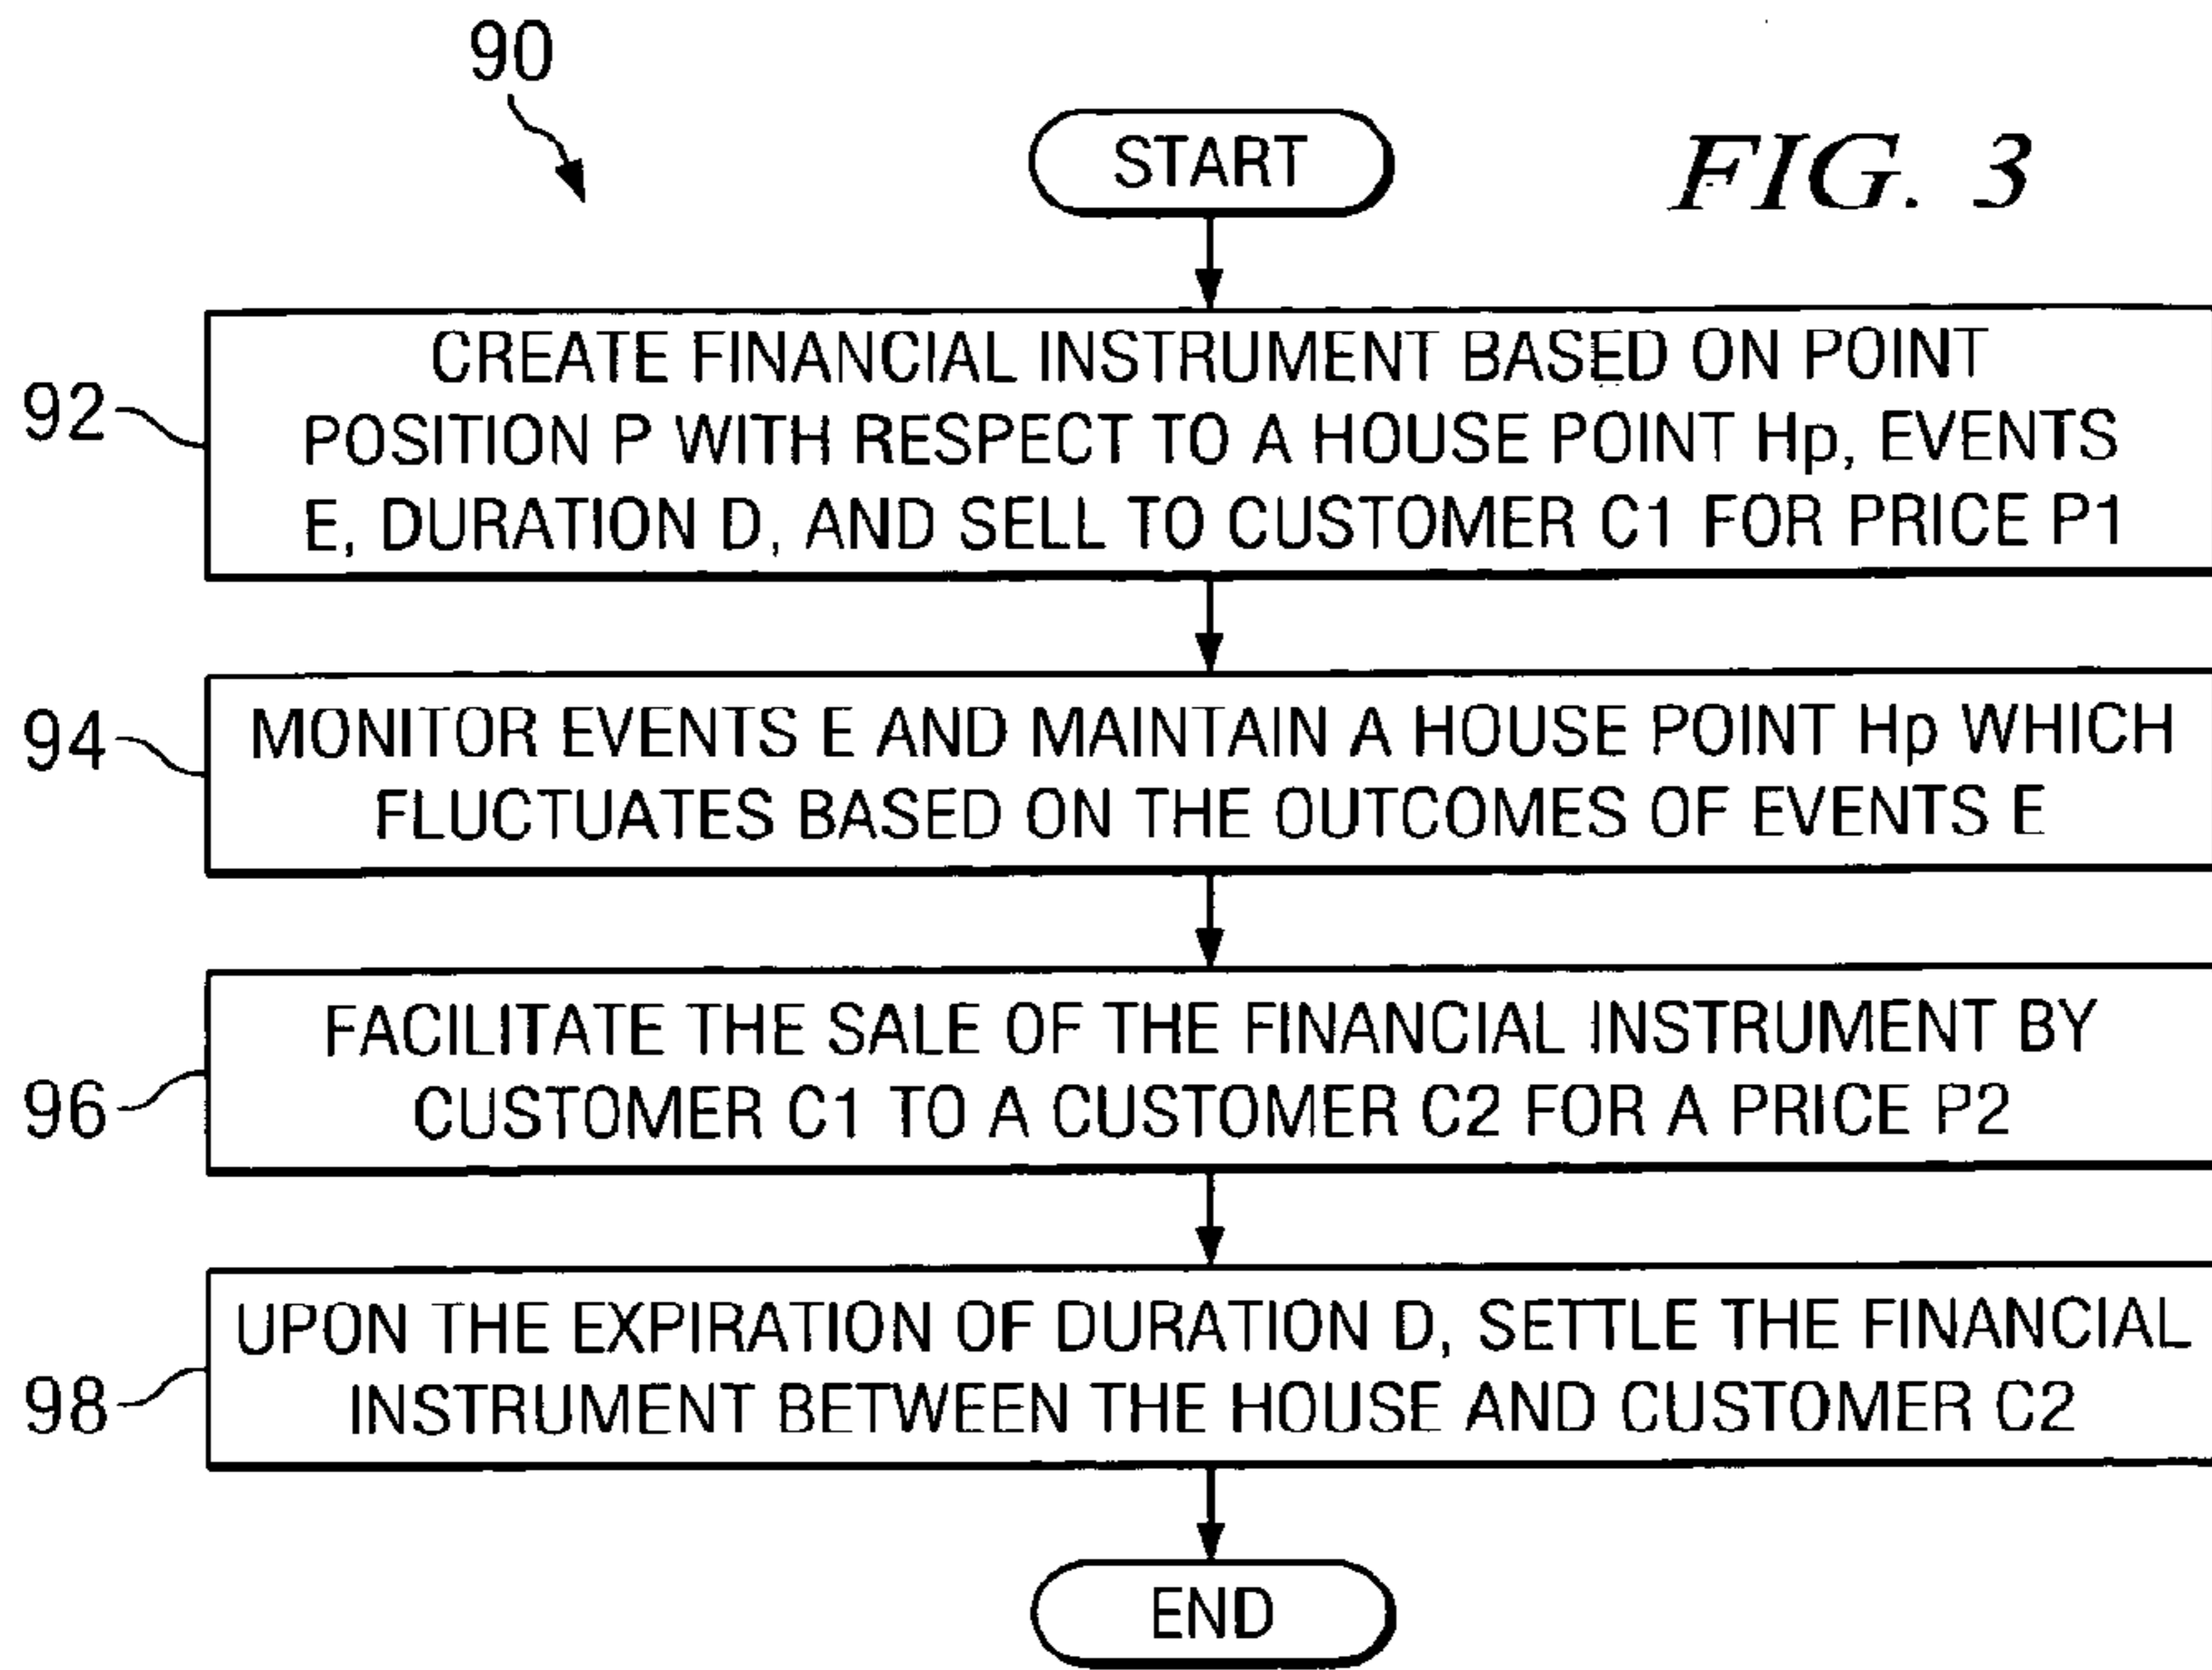 90
START
FIG. 3
92
CREATE FINANCIAL INSTRUMENT BASED ON POINT
POSITION P WITH RESPECT TO A HOUSE POINT Hp, EVENTS
E, DURATION D, AND SELL TO CUSTOMER C1 FOR PRICE P1
94
MONITOR EVENTS E AND MAINTAIN A HOUSE POINT Hp WHICH
FLUCTUATES BASED ON THE OUTCOMES OF EVENTS E
96
FACILITATE THE SALE OF THE FINANCIAL INSTRUMENT BY
CUSTOMER C1 TO A CUSTOMER C2 FOR A PRICE P2
98
UPON THE EXPIRATION OF DURATION D, SETTLE THE FINANCIAL
INSTRUMENT BETWEEN THE HOUSE AND CUSTOMER C2
END